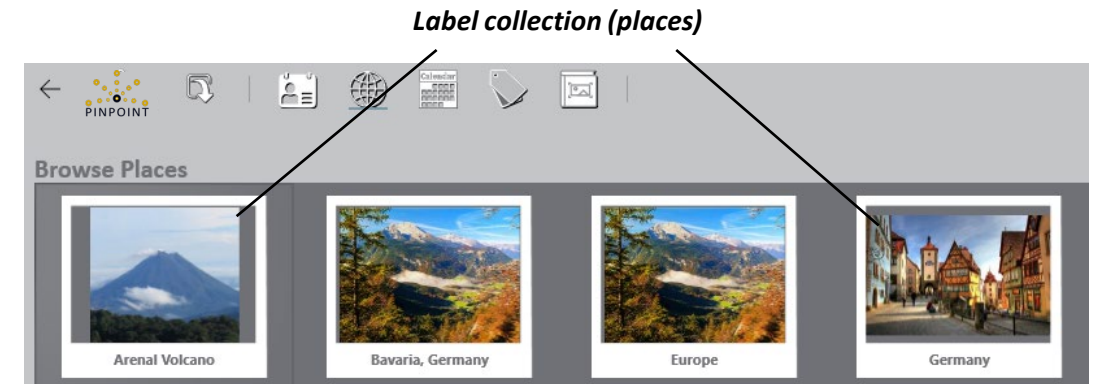 Label collection (places)
PINPOINT
Calendar
Browse Places
Arenal Volcano
Bavaria, Germany
Europe
Germany